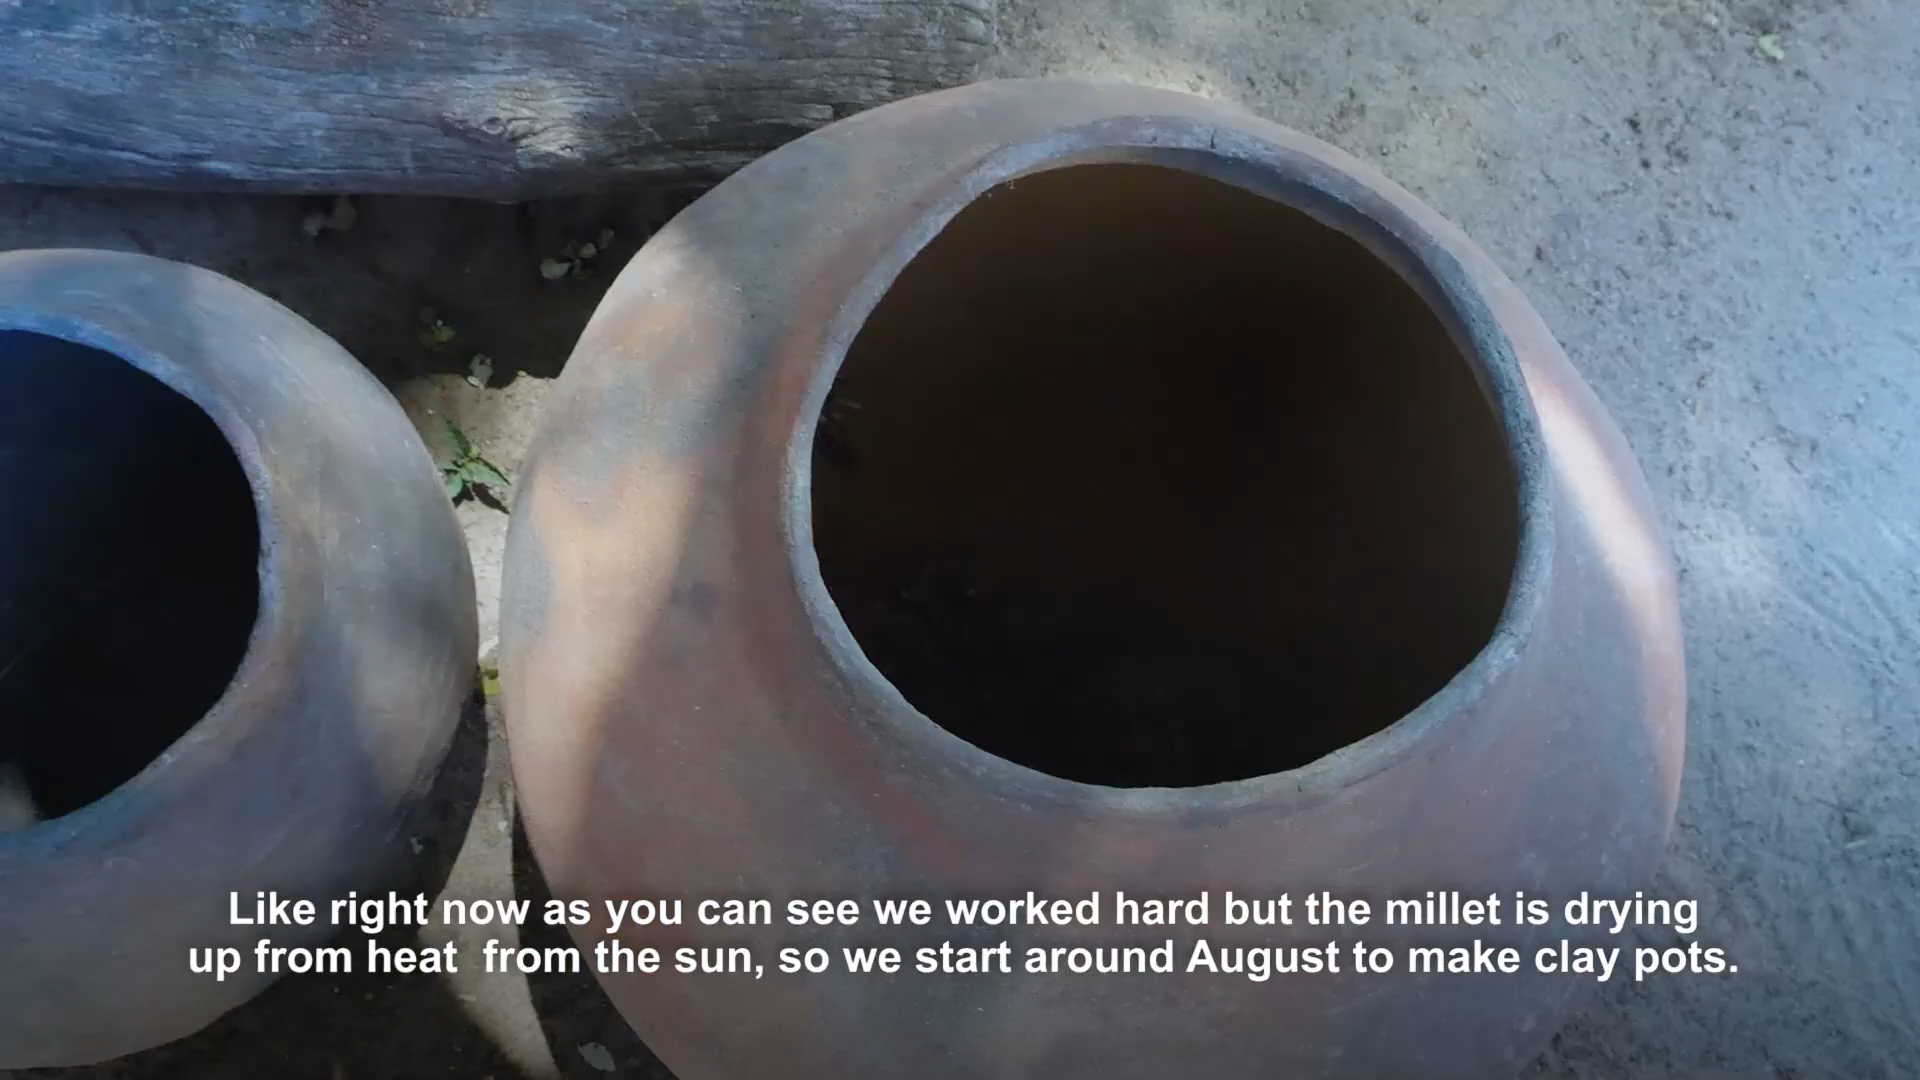 Like right now as you can see we worked hard but the millet is drying
up from heat  from the sun, so we start around August to make clay pots.